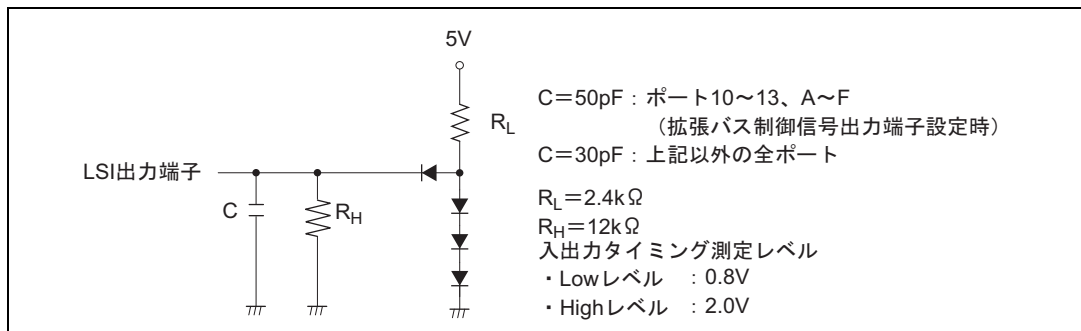 5V
R_L
LSI出力端子
C
R_H
C=50pF:ポート10~13、A~F
(拡張バス制御信号出力端子設定時)
C=30pF:上記以外の全ポート
R_L=2.4kΩ
R_H=12kΩ
入出力タイミング測定レベル
・Lowレベル :0.8V
・Highレベル :2.0V